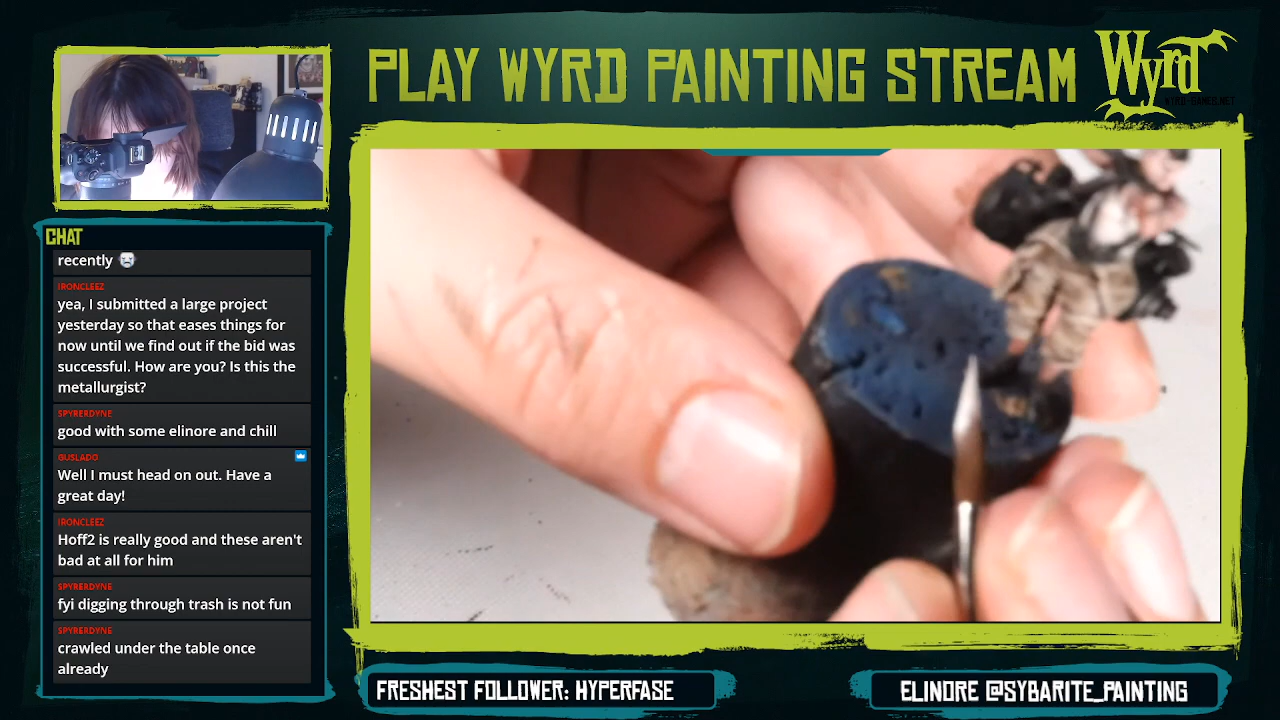 PLAY WYRD PAINTING STREAM
Wyrd
WYRD-GAMES.NET
CHAT
recently
IRONCLEEZ
yea, I submitted a large project
yesterday so that eases things for
now until we find out if the bid was
successful. How are you? Is this the
metallurgist?
SPYRERDYNE
good with some elinore and chill
GUSLADO
Well I must head on out. Have a
great day!
IRONCLEEZ
Hoff2 is really good and these aren't
bad at all for him
SPYRERDYNE
fyi digging through trash is not fun
SPYRERDYNE
crawled under the table once
already
FRESHEST FOLLOWER: HYPERFASE
ELINORE @SYBARITE_PAINTING